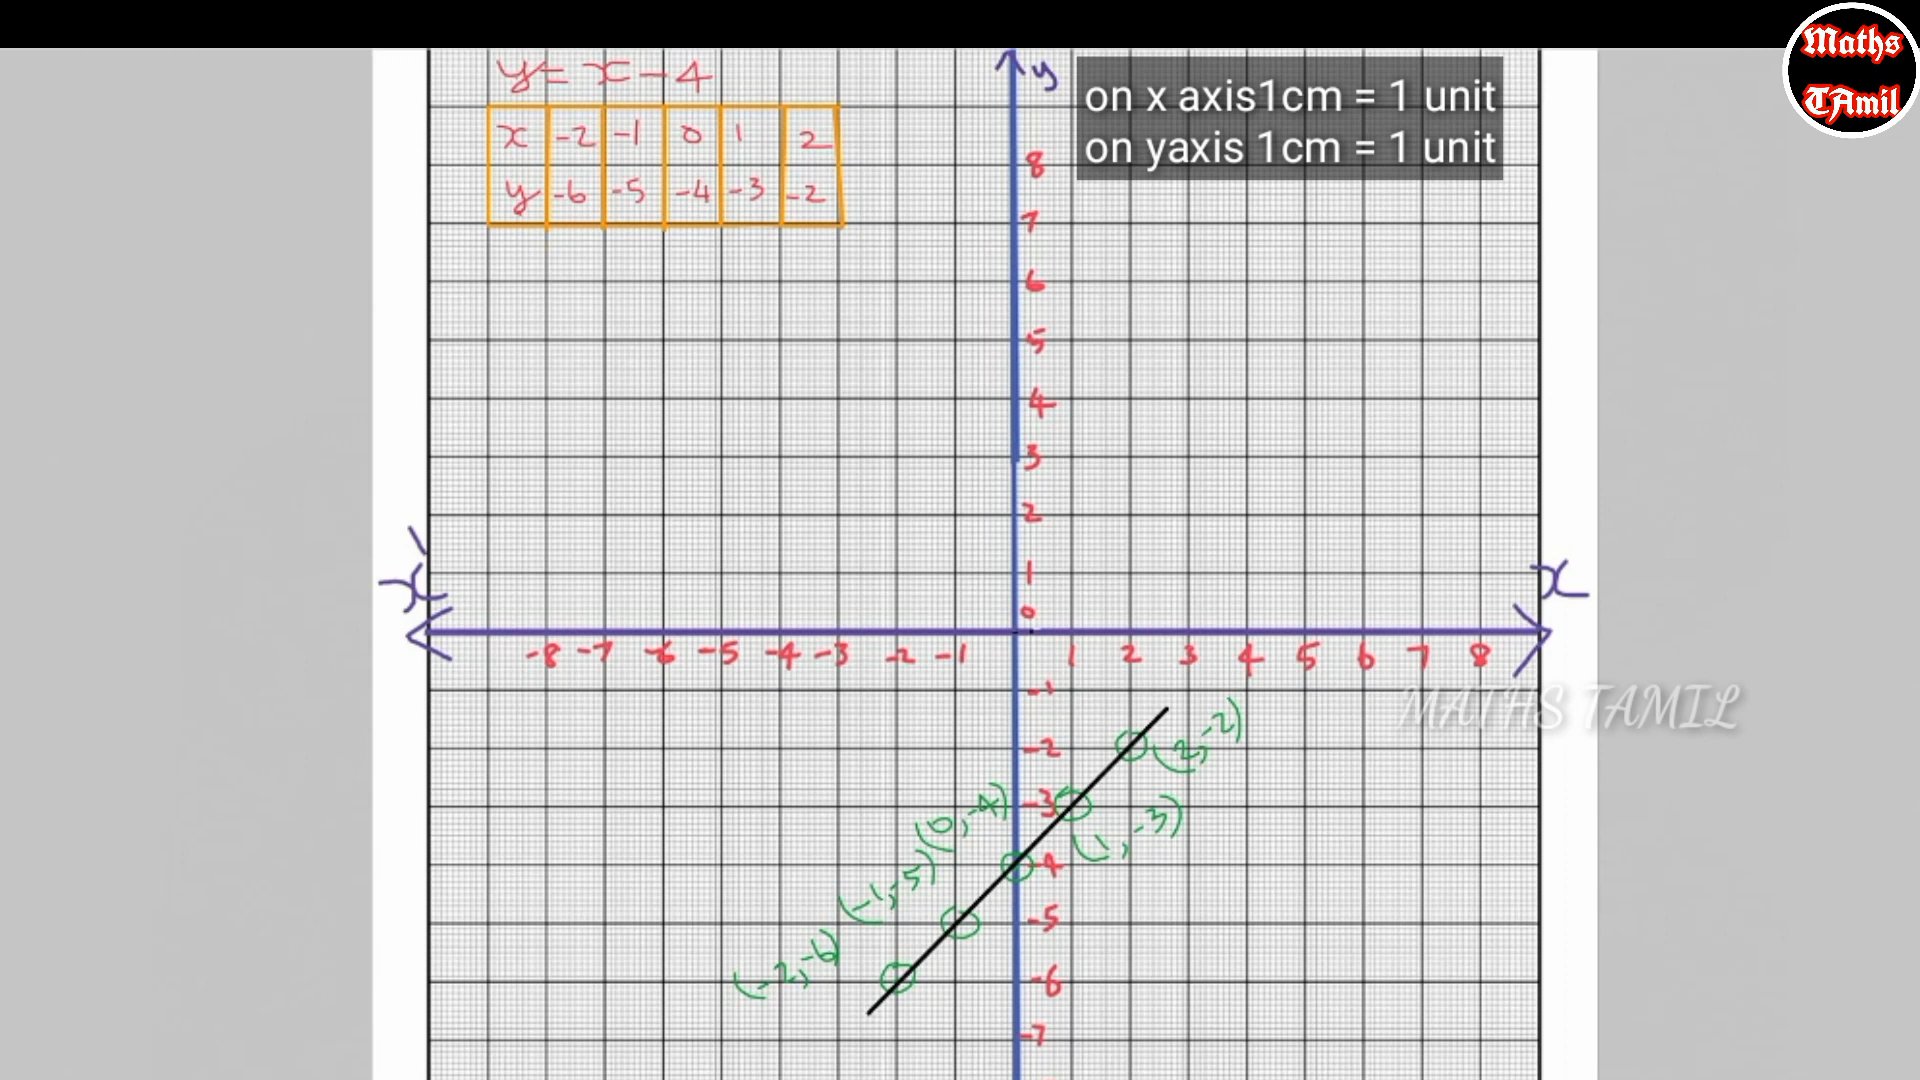 Maths
TAmil
y= x-4
y
on x axis1cm = 1 unit
on yaxis 1cm = 1 unit
x -2 -1 0 1 2
y -6 -5 -4 -3 -2
8
7
6
5
4
3
2
1
0
x' x
-8 -7 -6 -5 -4 -3 -2 -1 1 2 3 4 5 6 7 8
-1
MATHS TAMIL
-2 (2,-2)
(0,-4) -3 (1,-3)
(-1,-5) -4
-5
(-2,-6) -6
-7